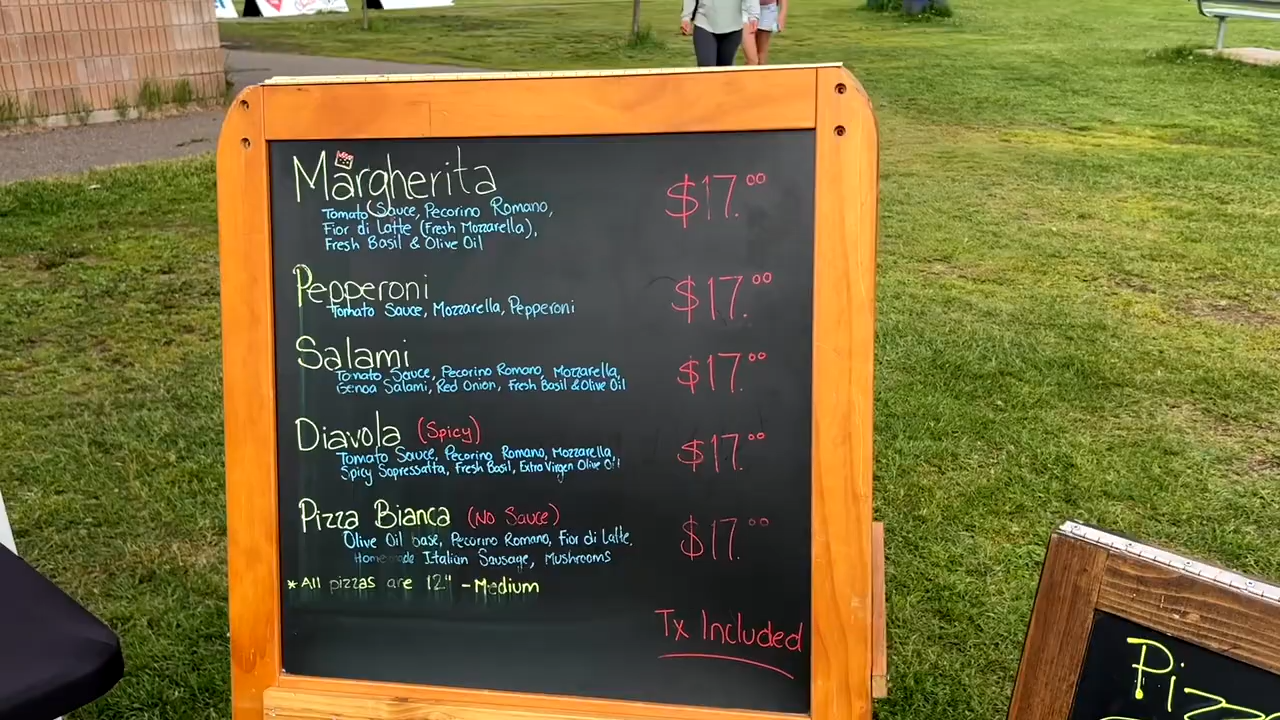 Margherita $17.00
Tomato Sauce, Pecorino Romano,
Fior di Latte (Fresh Mozzarella),
Fresh Basil & Olive Oil
Pepperoni $17.00
Tomato Sauce, Mozzarella, Pepperoni
Salami $17.00
Tomato Sauce, Pecorino Romano, Mozzarella,
Genoa Salami, Red Onion, Fresh Basil & Olive Oil
Diavola (Spicy) $17.00
Tomato Sauce, Pecorino Romano, Mozzarella,
Spicy Sopressatta, Fresh Basil, Extra Virgen Olive Oil
Pizza Bianca (No Sauce) $17.00
Olive Oil base, Pecorino Romano, Fior di Latte,
Homemade Italian Sausage, Mushrooms
*All pizzas are 12" - Medium
Tx Included